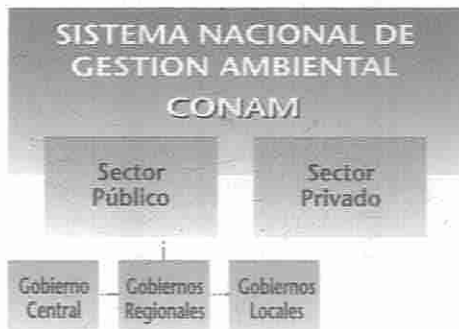 SISTEMA NACIONAL DE
GESTION AMBIENTAL
CONAM
Sector
Público
Sector
Privado
Gobierno
Central
Gobiernos
Regionales
Gobiernos
Locales